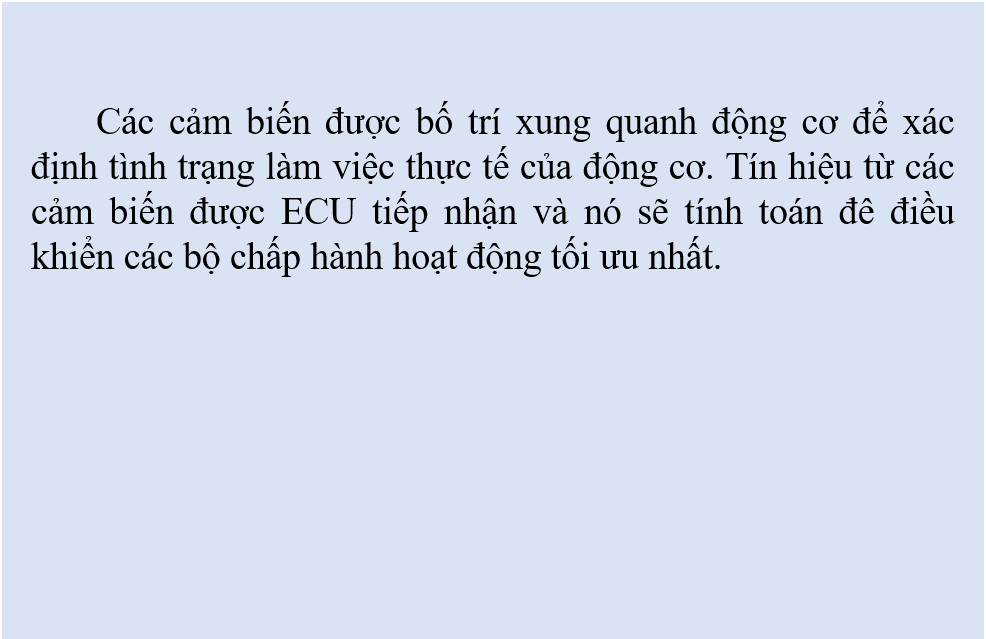 Các cảm biến được bố trí xung quanh động cơ để xác
định tình trạng làm việc thực tế của động cơ. Tín hiệu từ các
cảm biến được ECU tiếp nhận và nó sẽ tính toán đê điều
khiển các bộ chấp hành hoạt động tối ưu nhất.